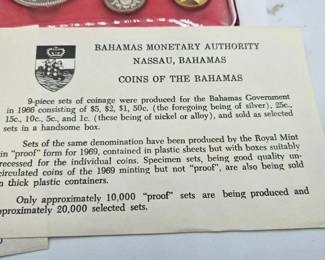 BAHAMAS MONETARY AUTHORITY
NASSAU, BAHAMAS
COINS OF THE BAHAMAS
9-piece sets of coinage were produced for the Bahamas Government
in 1966 consisting of $5, $2, $1, 50c. (the foregoing being of silver), 25c.,
15c., 10c., 5c., and 1c. (these being of nickel or alloy), and sold as selected
sets in a handsome box.
Sets of the same denomination have been produced by the Royal Mint
in "proof" form for 1969, contained in plastic sheets but with boxes suitably
recessed for the individual coins. Specimen sets, being good quality un-
circulated coins of the 1969 minting but not "proof", are also being sold
n thick plastic containers.
Only approximately 10,000 "proof" sets are being produced and
approximately 20,000 selected sets.